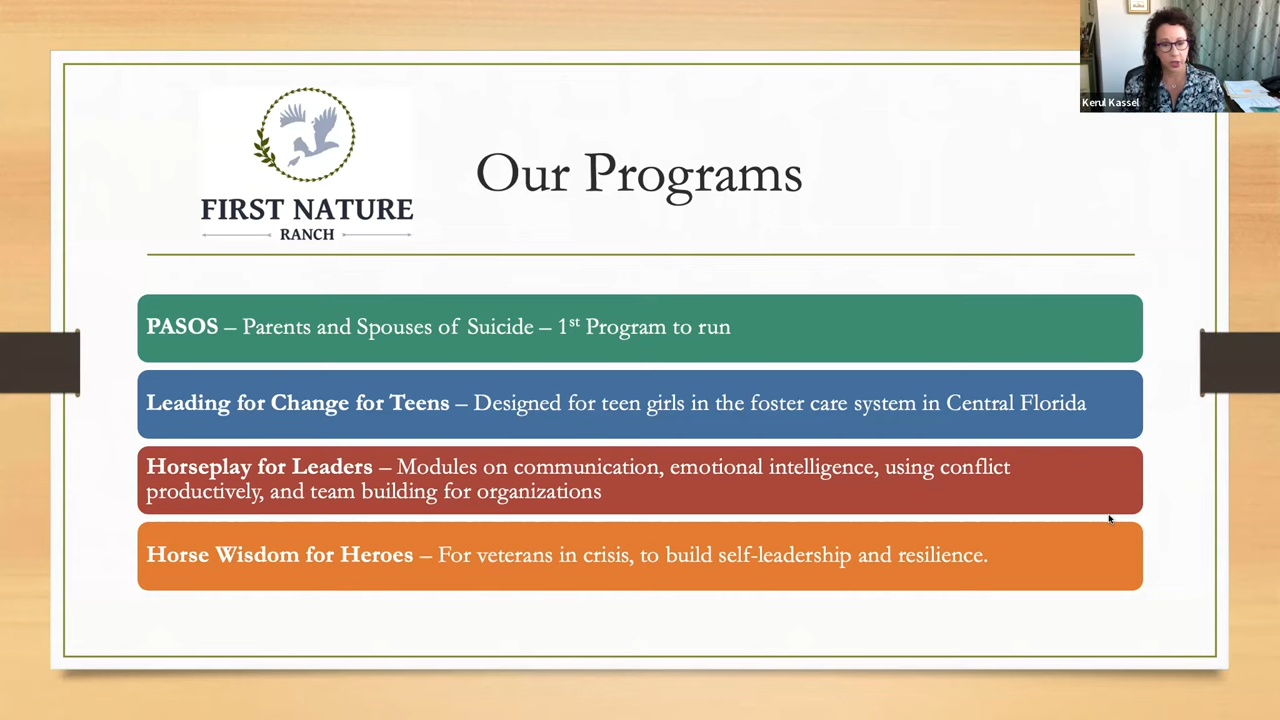 Kerul Kassel
FIRST NATURE
RANCH
Our Programs
PASOS – Parents and Spouses of Suicide – 1st Program to run
Leading for Change for Teens – Designed for teen girls in the foster care system in Central Florida
Horseplay for Leaders – Modules on communication, emotional intelligence, using conflict
productively, and team building for organizations
Horse Wisdom for Heroes – For veterans in crisis, to build self-leadership and resilience.